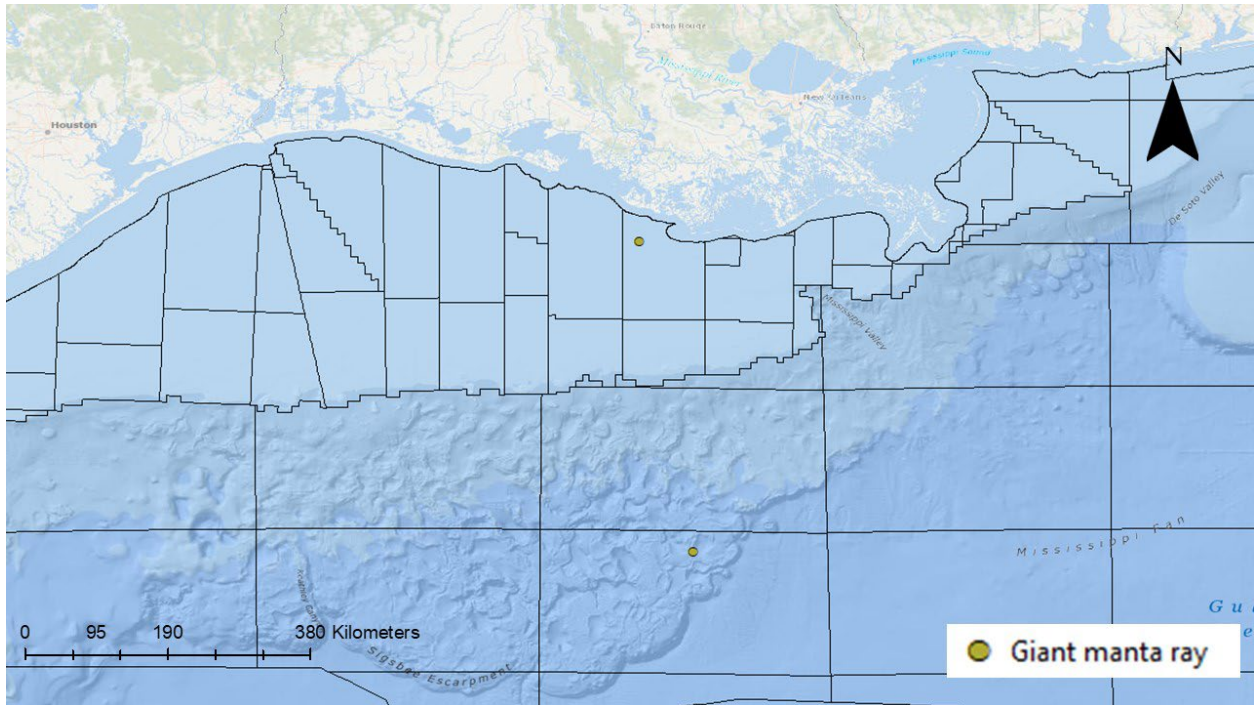 Baton Rouge
Mississippi Sound
N
Mississippi River
New Orleans
Houston
De Soto Valley
Mississippi Valley
Mississippi Fan
Gul
0 95 190 380 Kilometers
Sigsbee Escarpment
Giant manta ray